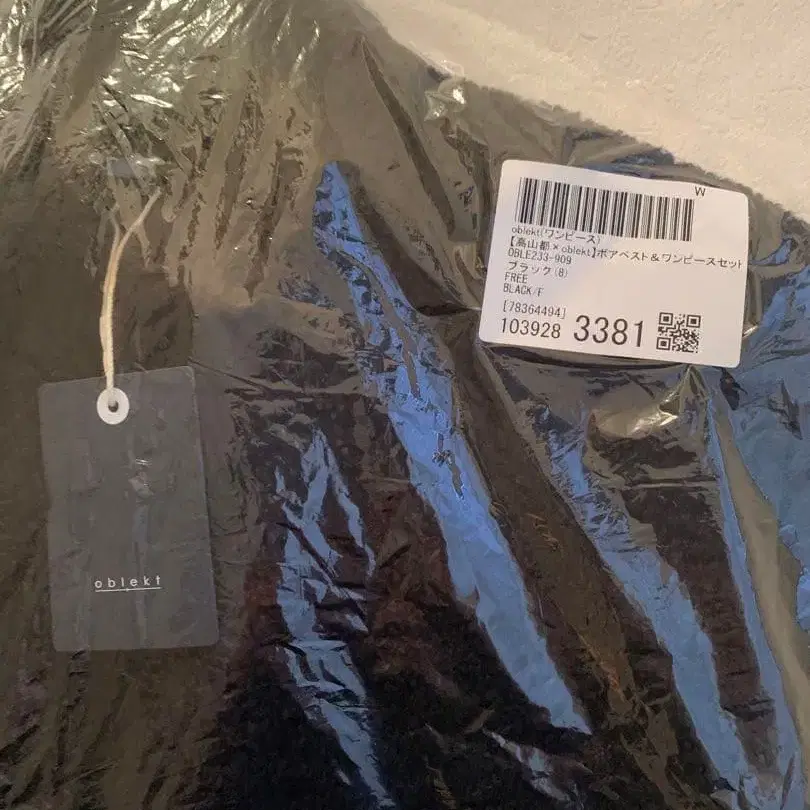 W
oblekt(ワンピース)
【高山都×oblekt】ボアベスト&ワンピースセット
OBLE233-909
ブラック(8)
FREE
BLACK/F
[78364494]
103928 3381
oblekt